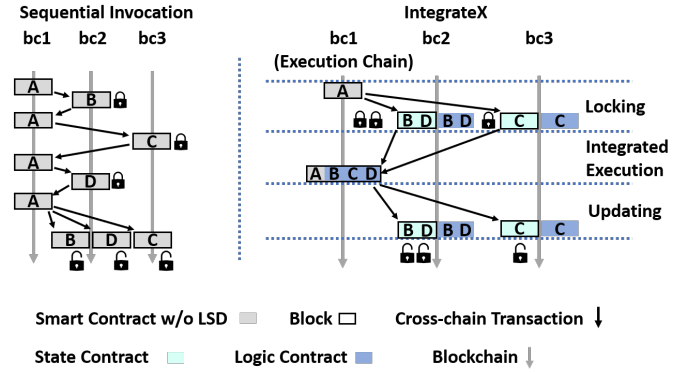 Sequential Invocation
bc1 bc2 bc3
A
B
A
C
A
D
A
B D C
IntegrateX
bc1 bc2 bc3
(Execution Chain)
A
B D B D C C
Locking
A B C D
Integrated
Execution
Updating
B D B D C C
Smart Contract w/o LSD Block Cross-chain Transaction
State Contract Logic Contract Blockchain